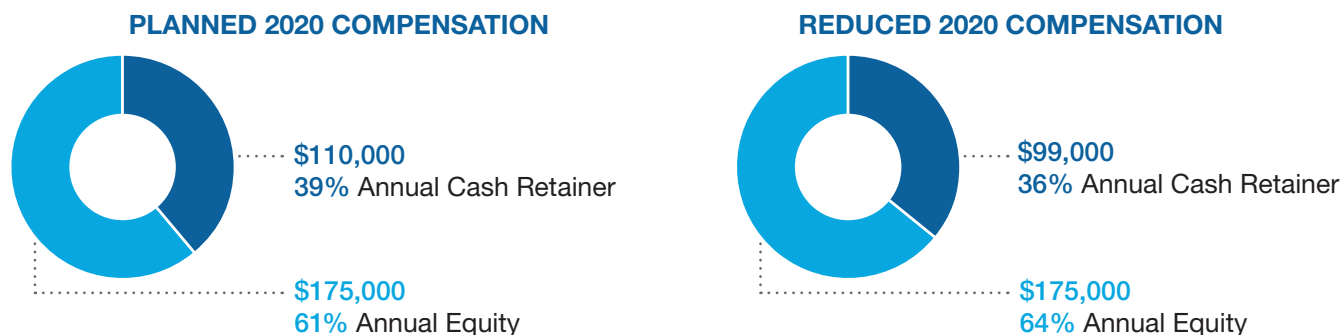 PLANNED 2020 COMPENSATION
$110,000
39% Annual Cash Retainer
$175,000
61% Annual Equity
REDUCED 2020 COMPENSATION
$99,000
36% Annual Cash Retainer
$175,000
64% Annual Equity